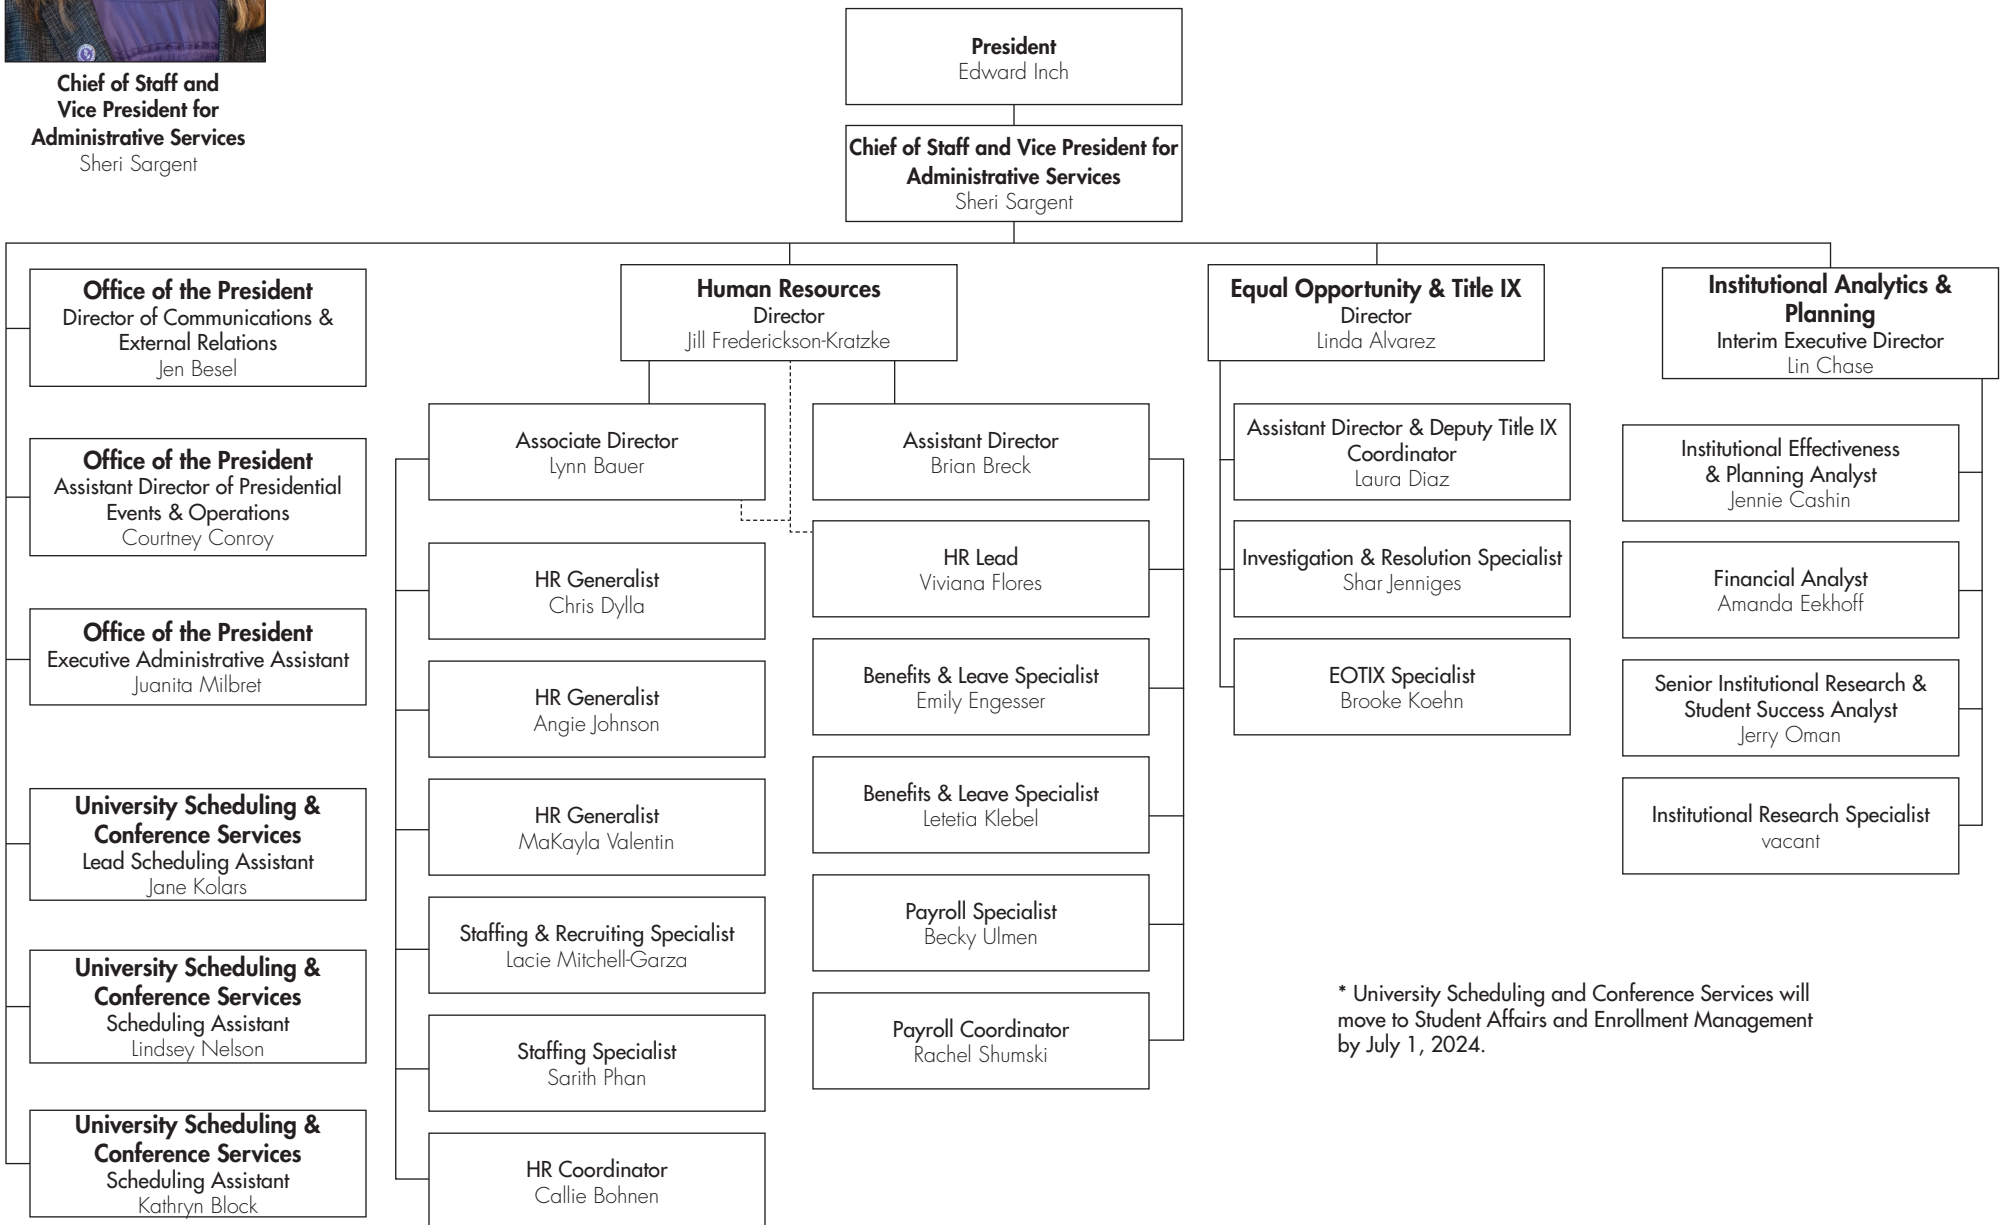 Chief of Staff and
Vice President for
Administrative Services
Sheri Sargent
President
Edward Inch
Chief of Staff and Vice President for
Administrative Services
Sheri Sargent
Office of the President
Director of Communications &
External Relations
Jen Besel
Office of the President
Assistant Director of Presidential
Events & Operations
Courtney Conroy
Office of the President
Executive Administrative Assistant
Juanita Milbret
University Scheduling &
Conference Services
Lead Scheduling Assistant
Jane Kolars
University Scheduling &
Conference Services
Scheduling Assistant
Lindsey Nelson
University Scheduling &
Conference Services
Scheduling Assistant
Kathryn Block
Human Resources
Director
Jill Frederickson-Kratzke
Associate Director
Lynn Bauer
HR Generalist
Chris Dylla
HR Generalist
Angie Johnson
HR Generalist
MaKayla Valentin
Staffing & Recruiting Specialist
Lacie Mitchell-Garza
Staffing Specialist
Sarith Phan
HR Coordinator
Callie Bohnen
Assistant Director
Brian Breck
HR Lead
Viviana Flores
Benefits & Leave Specialist
Emily Engesser
Benefits & Leave Specialist
Letetia Klebel
Payroll Specialist
Becky Ulmen
Payroll Coordinator
Rachel Shumski
Equal Opportunity & Title IX
Director
Linda Alvarez
Assistant Director & Deputy Title IX
Coordinator
Laura Diaz
Investigation & Resolution Specialist
Shar Jenniges
EOTIX Specialist
Brooke Koehn
Institutional Analytics &
Planning
Interim Executive Director
Lin Chase
Institutional Effectiveness
& Planning Analyst
Jennie Cashin
Financial Analyst
Amanda Eekhoff
Senior Institutional Research &
Student Success Analyst
Jerry Oman
Institutional Research Specialist
vacant
* University Scheduling and Conference Services will
move to Student Affairs and Enrollment Management
by July 1, 2024.